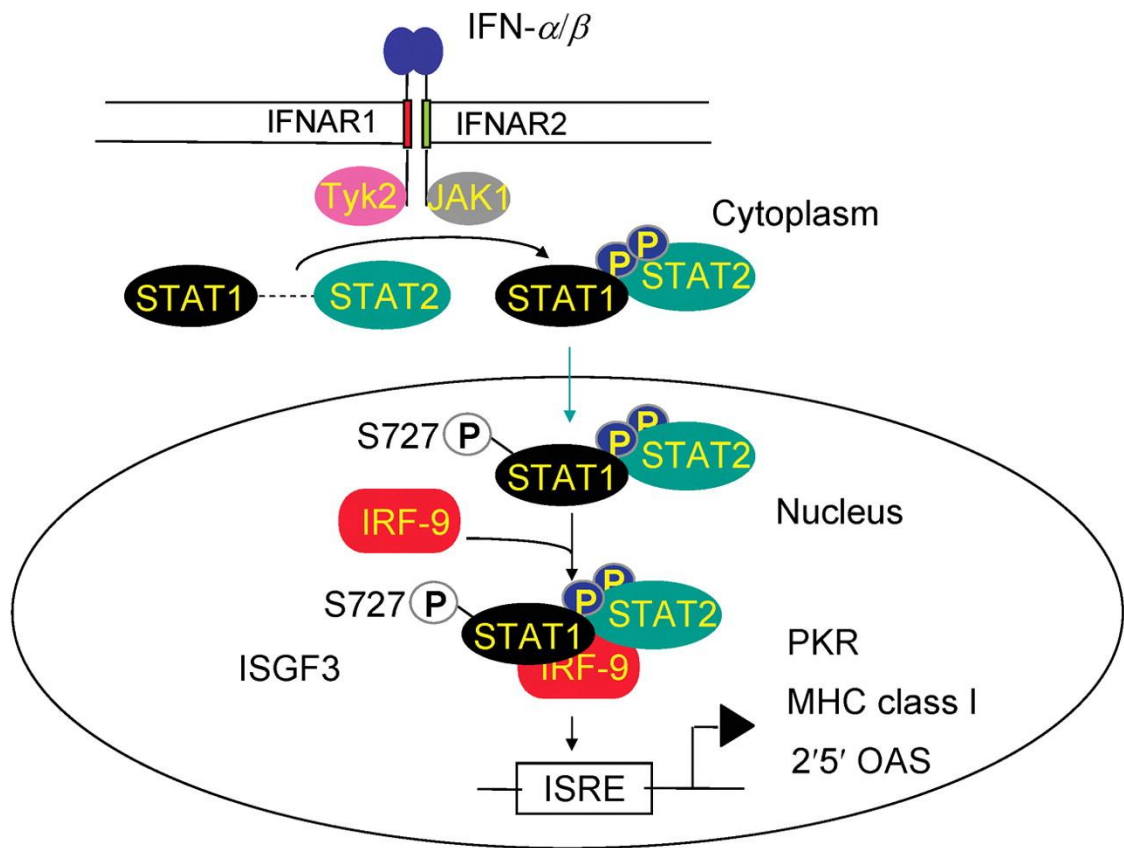 IFN-α/β
IFNAR1
IFNAR2
Tyk2
JAK1
Cytoplasm
P
P
STAT1
STAT2
STAT1
STAT2
P
P
S727
P
STAT1
STAT2
Nucleus
IRF-9
P
P
S727
P
STAT1
STAT2
IRF-9
ISGF3
PKR
MHC class I
2′5′ OAS
ISRE